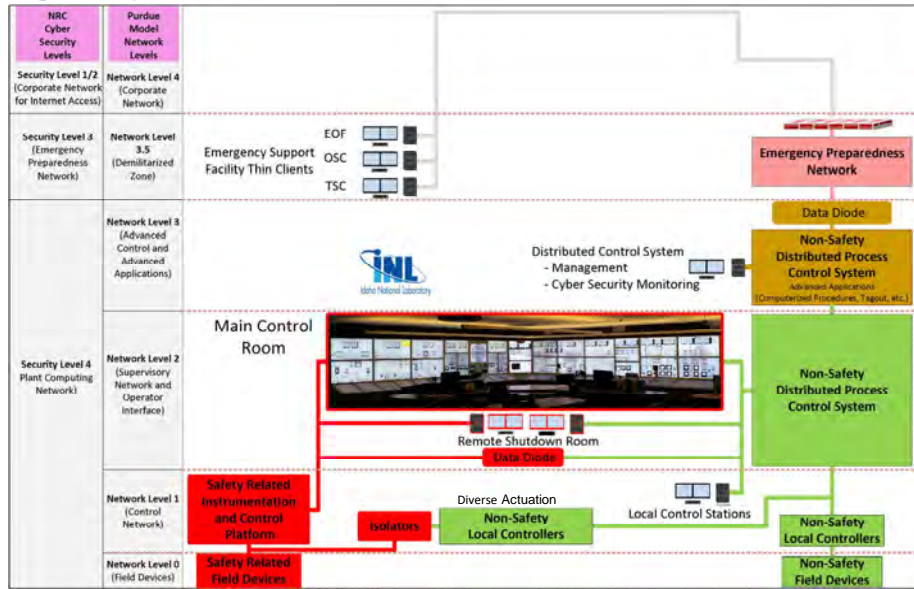 NRC
Cyber
Security
Levels
Purdue
Model
Network
Levels
Security Level 1/2
(Corporate Network
for Internet Access)
Network Level 4
(Corporate
Network)
Security Level 3
(Emergency
Preparedness
Network)
Network Level
3.5
(Demilitarized
Zone)
Emergency Support
Facility Thin Clients
EOF
OSC
TSC
Emergency Preparedness
Network
Data Diode
Network Level 3
(Advanced
Control and
Advanced
Applications)
INL
Idaho National Laboratory
Distributed Control System
- Management
- Cyber Security Monitoring
Non-Safety
Distributed Process
Control System
Advanced Applications
(Computerized Procedures, Tagout, etc.)
Security Level 4
Plant Computing
Network)
Network Level 2
(Supervisory
Network and
Operator
Interface)
Main Control
Room
Non-Safety
Distributed Process
Control System
Remote Shutdown Room
Data Diode
Network Level 1
(Control
Network)
Safety Related
Instrumentation
and Control
Platform
Isolators
Diverse Actuation
Non-Safety
Local Controllers
Local Control Stations
Non-Safety
Local Controllers
Network Level 0
(Field Devices)
Safety Related
Field Devices
Non-Safety
Field Devices